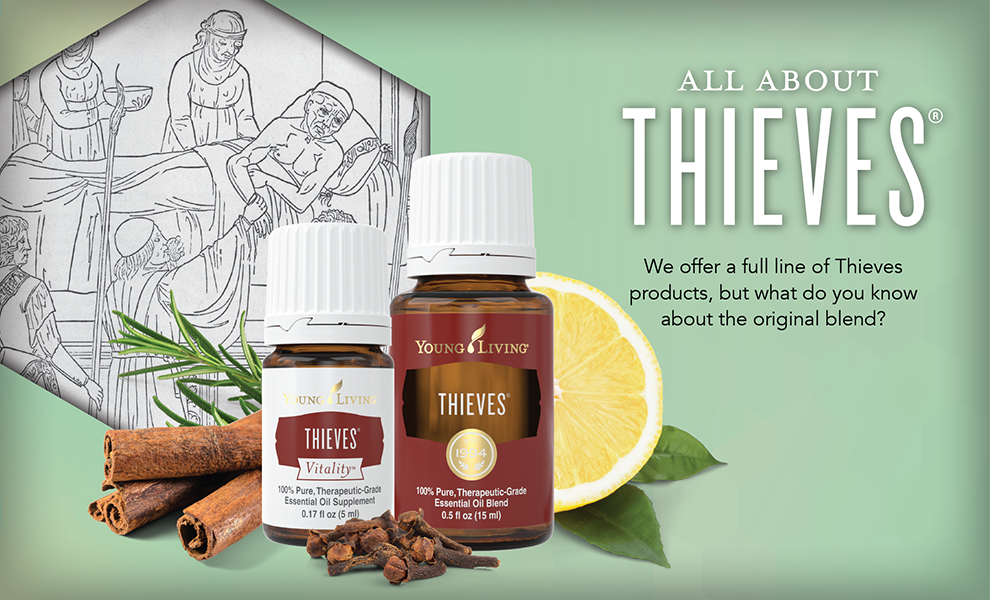 ALL ABOUT
THIEVES®
We offer a full line of Thieves
products, but what do you know
about the original blend?
YOUNG LIVING
THIEVES®
Vitality™
100% Pure, Therapeutic-Grade
Essential Oil Supplement
0.17 fl oz (5 ml)
YOUNG LIVING®
THIEVES®
1994
100% Pure, Therapeutic-Grade
Essential Oil Blend
0.5 fl oz (15 ml)